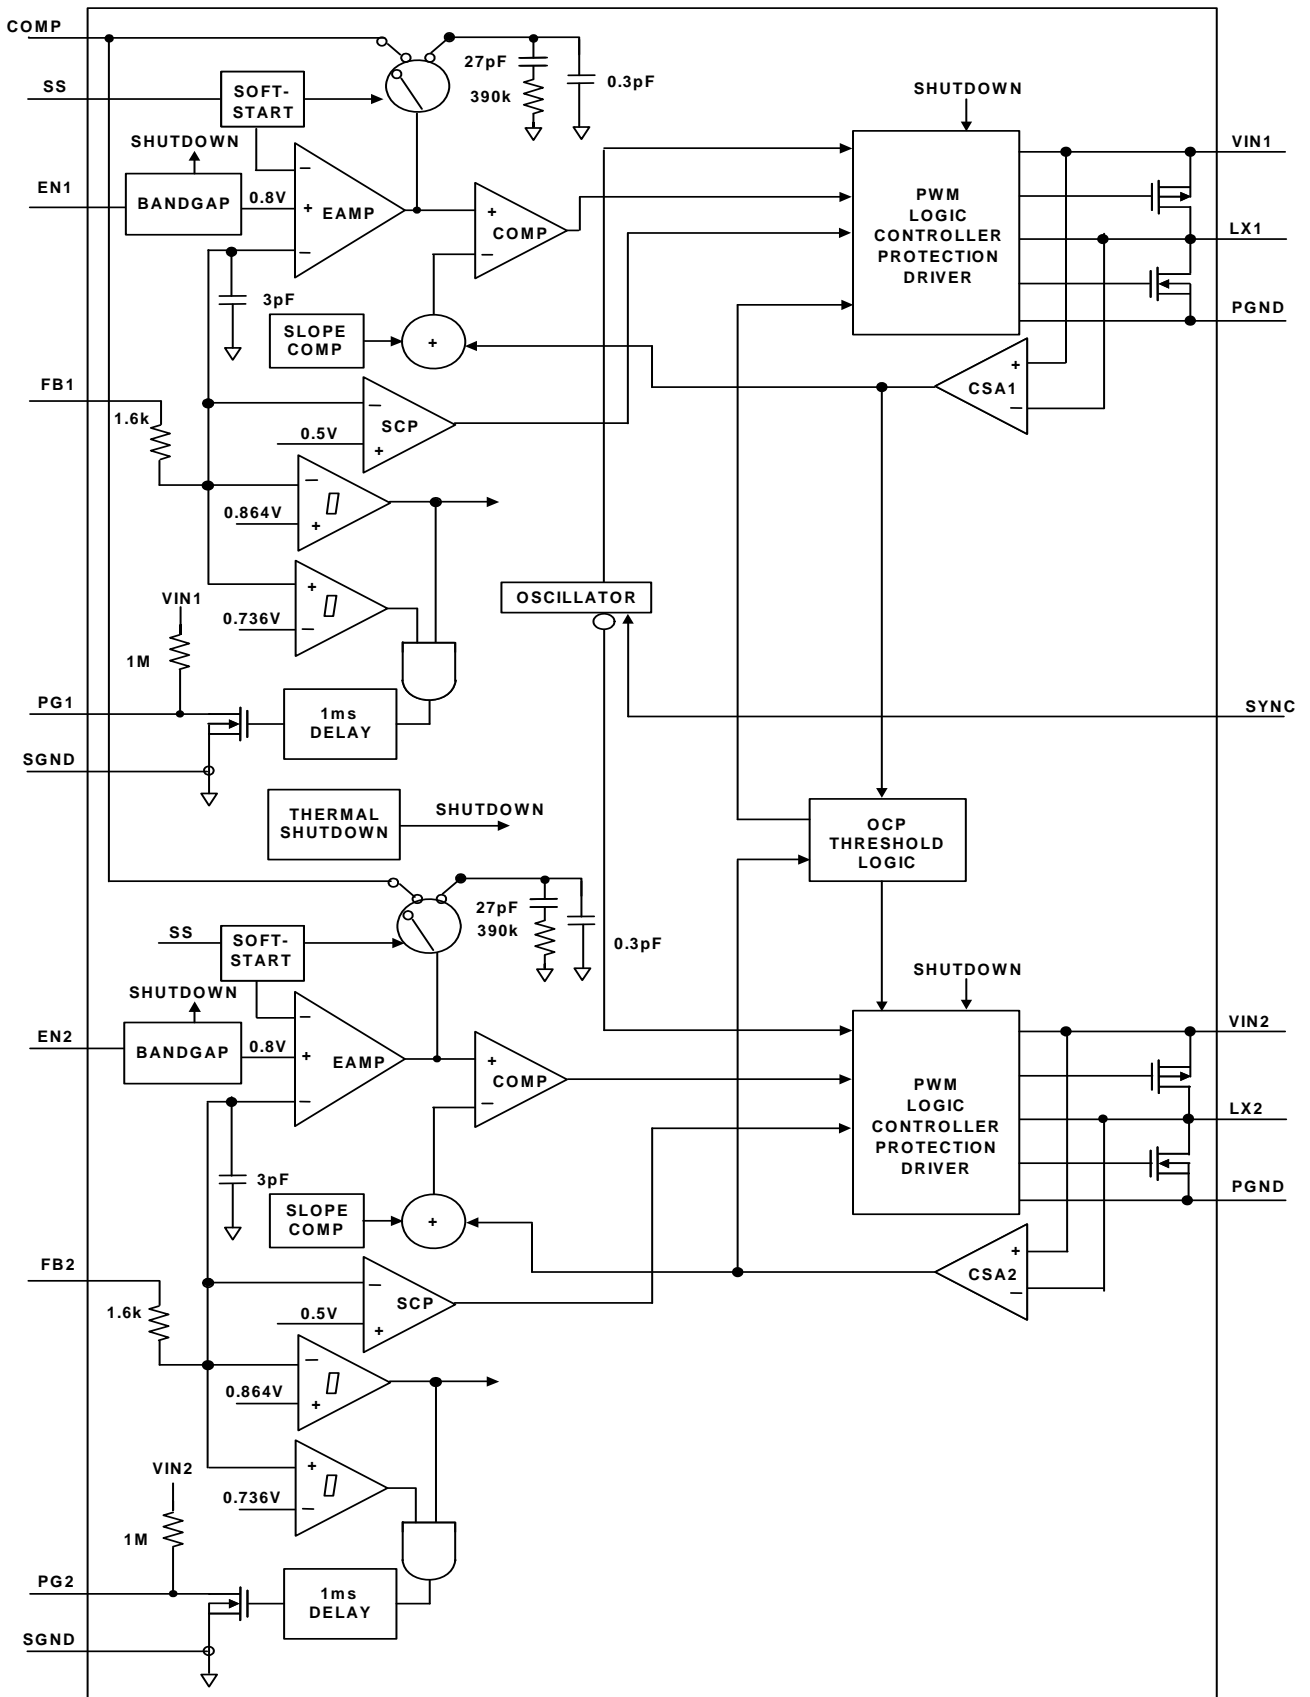 COMP
27pF
0.3pF
SS
SOFT-
START
390k
SHUTDOWN
SHUTDOWN
VIN1
EN1
BANDGAP
0.8V
−
+
−
EAMP
+
−
COMP
PWM
LOGIC
CONTROLLER
PROTECTION
DRIVER
LX1
3pF
PGND
SLOPE
COMP
+
+
−
CSA1
FB1
1.6k
−
+
SCP
0.5V
−
+
0.864V
+
−
0.736V
VIN1
1M
OSCILLATOR
PG1
1ms
DELAY
SYNC
SGND
THERMAL
SHUTDOWN
SHUTDOWN
OCP
THRESHOLD
LOGIC
27pF
390k
0.3pF
SS
SOFT-
START
SHUTDOWN
SHUTDOWN
VIN2
EN2
BANDGAP
0.8V
−
+
−
EAMP
+
−
COMP
PWM
LOGIC
CONTROLLER
PROTECTION
DRIVER
LX2
3pF
PGND
SLOPE
COMP
+
+
−
CSA2
FB2
1.6k
−
+
SCP
0.5V
−
+
0.864V
+
−
0.736V
VIN2
1M
PG2
1ms
DELAY
SGND